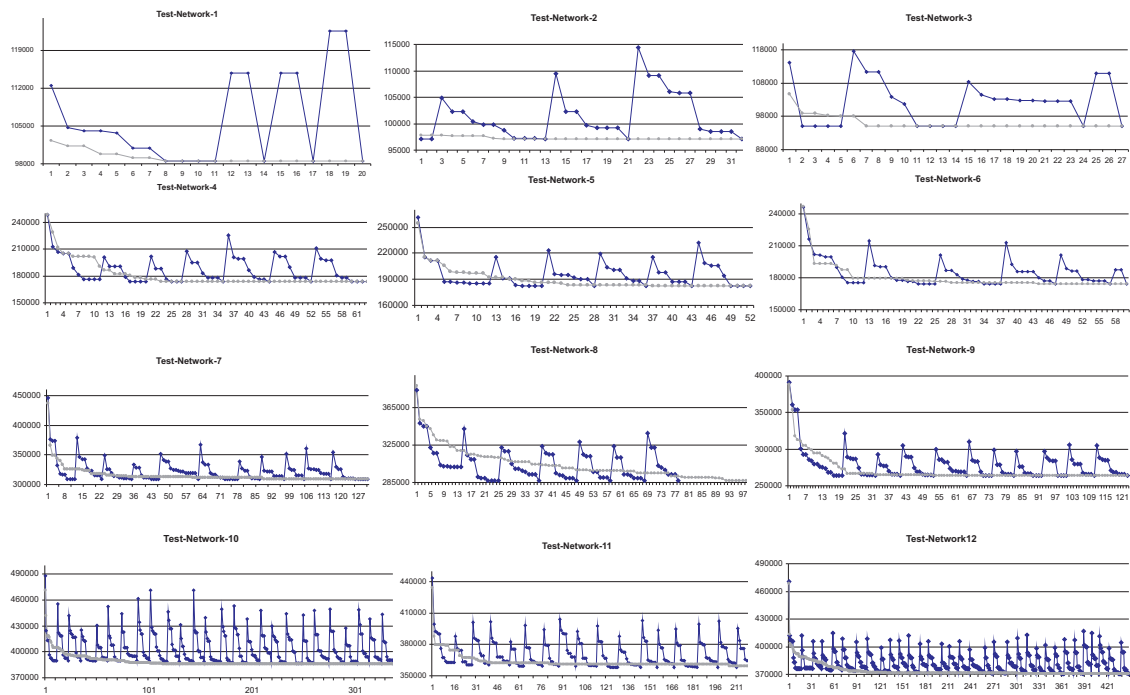 Test-Network-1
119000
112000
105000
98000
1 2 3 4 5 6 7 8 9 10 11 12 13 14 15 16 17 18 19 20
Test-Network-2
115000
110000
105000
100000
95000
1 3 5 7 9 11 13 15 17 19 21 23 25 27 29 31
Test-Network-3
118000
108000
98000
88000
1 2 3 4 5 6 7 8 9 10 11 12 13 14 15 16 17 18 19 20 21 22 23 24 25 26 27
Test-Network-4
240000
210000
180000
150000
1 4 7 10 13 16 19 22 25 28 31 34 37 40 43 46 49 52 55 58 61
Test-Network-5
250000
220000
190000
160000
1 4 7 10 13 16 19 22 25 28 31 34 37 40 43 46 49 52
Test-Network-6
240000
210000
180000
150000
1 4 7 10 13 16 19 22 25 28 31 34 37 40 43 46 49 52 55 58
Test-Network-7
450000
400000
350000
300000
1 8 15 22 29 36 43 50 57 64 71 78 85 92 99 106 113 120 127
Test-Network-8
365000
325000
285000
1 5 9 13 17 21 25 29 33 37 41 45 49 53 57 61 65 69 73 77 81 85 89 93 97
Test-Network-9
400000
350000
300000
250000
1 7 13 19 25 31 37 43 49 55 61 67 73 79 85 91 97 103 109 115 121
Test-Network-10
490000
460000
430000
400000
370000
1 101 201 301
Test-Network-11
440000
410000
380000
350000
1 16 31 46 61 76 91 106 121 136 151 166 181 196 211
Test-Network12
490000
460000
430000
400000
370000
1 31 61 91 121 151 181 211 241 271 301 331 361 391 421